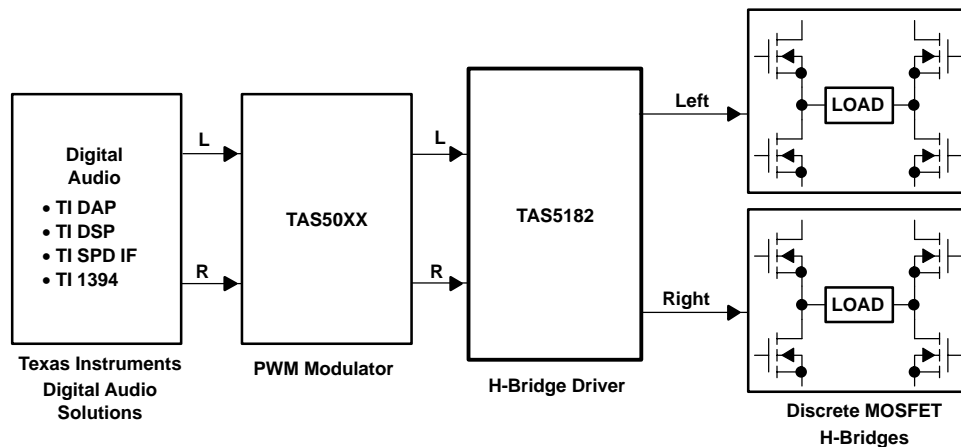 Digital
Audio
• TI DAP
• TI DSP
• TI SPD IF
• TI 1394
Texas Instruments
Digital Audio
Solutions
L
R
TAS50XX
PWM Modulator
L
R
TAS5182
H-Bridge Driver
Left
Right
LOAD
LOAD
Discrete MOSFET
H-Bridges